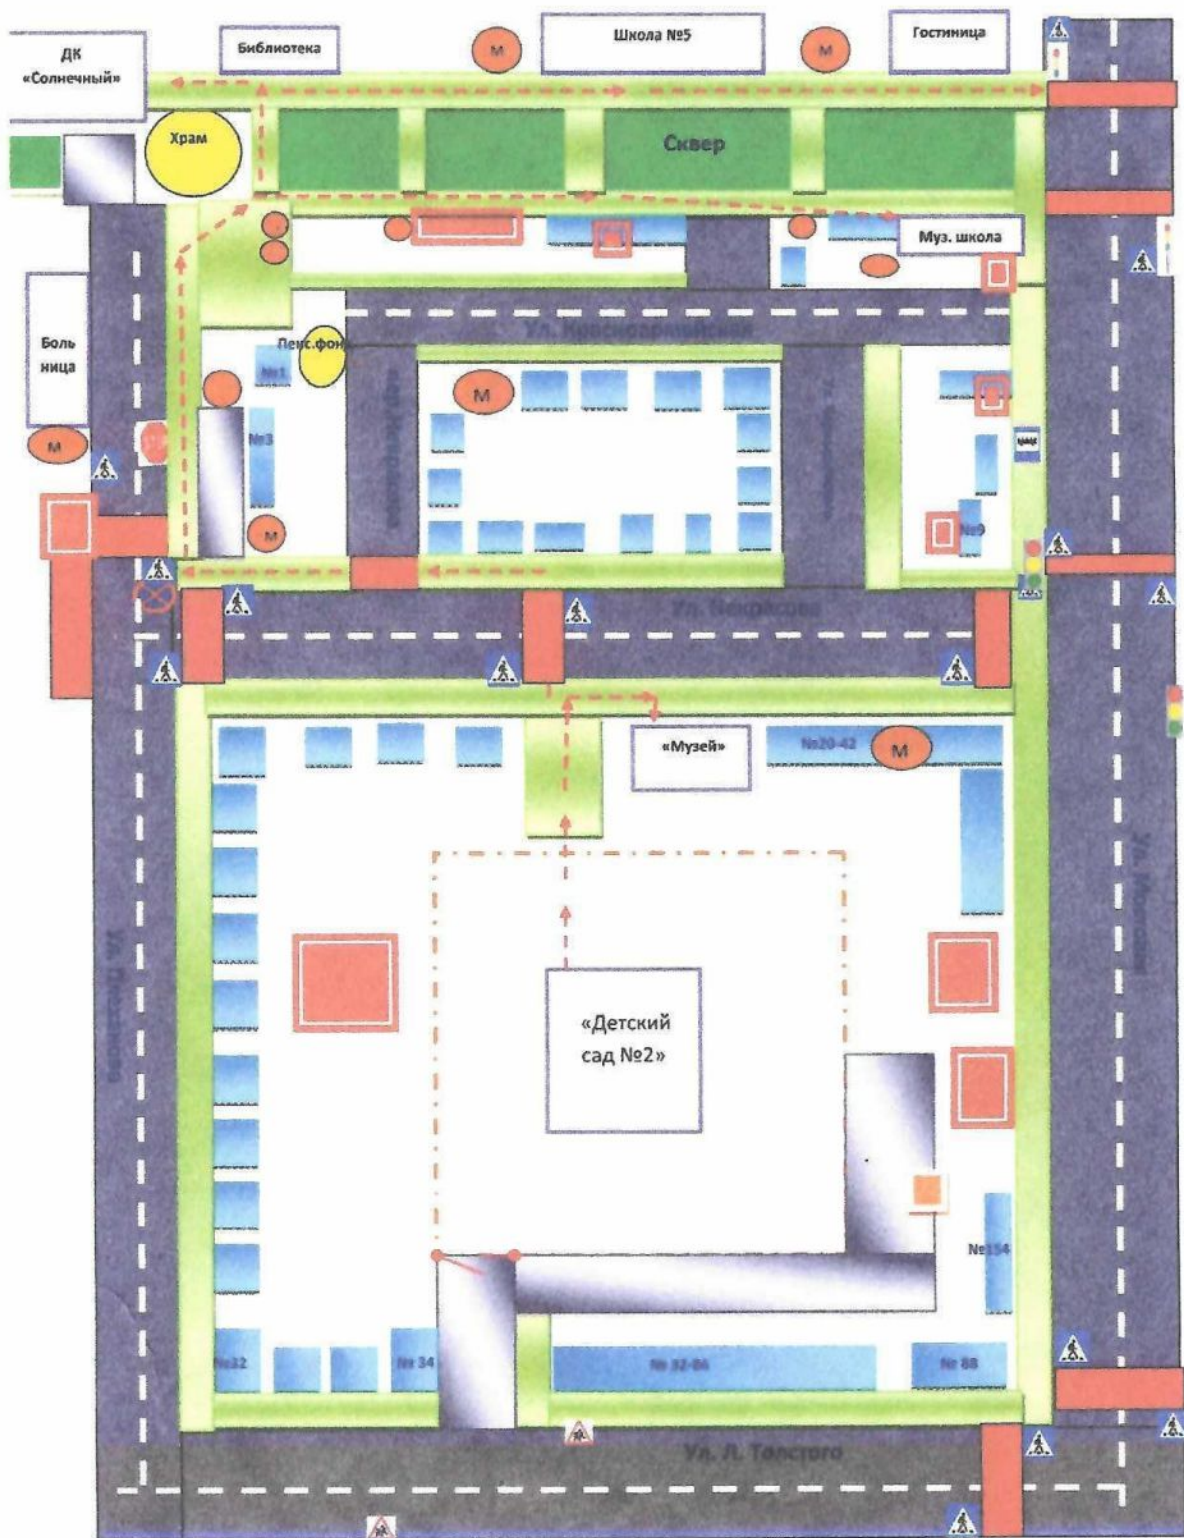 ДК
«Солнечный»
Библиотека
М
Школа №5
М
Гостиница
Храм
Сквер
Муз. школа
Боль
ница
Ул. Красноармейская
Пенс.фонд
№1
М
№3
М
М
№9
Ул. Некрасова
«Музей»
№20-42
М
«Детский
сад №2»
№154
№32
№ 34
№ 88
Ул. Л. Толстого